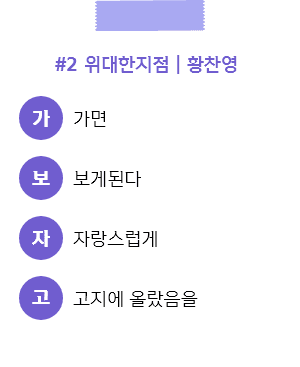 #2 위대한지점 | 황찬영
가 가면
보 보게된다
자 자랑스럽게
고 고지에 올랐음을